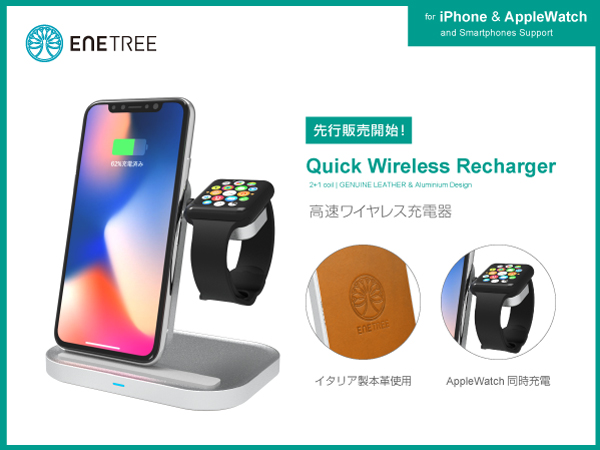 ENETREE
for iPhone & AppleWatch
and Smartphones Support
62%充電済み
先行販売開始!
Quick Wireless Recharger
2+1 coil | GENUINE LEATHER & Aluminium Design
高速ワイヤレス充電器
ENETREE
イタリア製本革使用
AppleWatch 同時充電